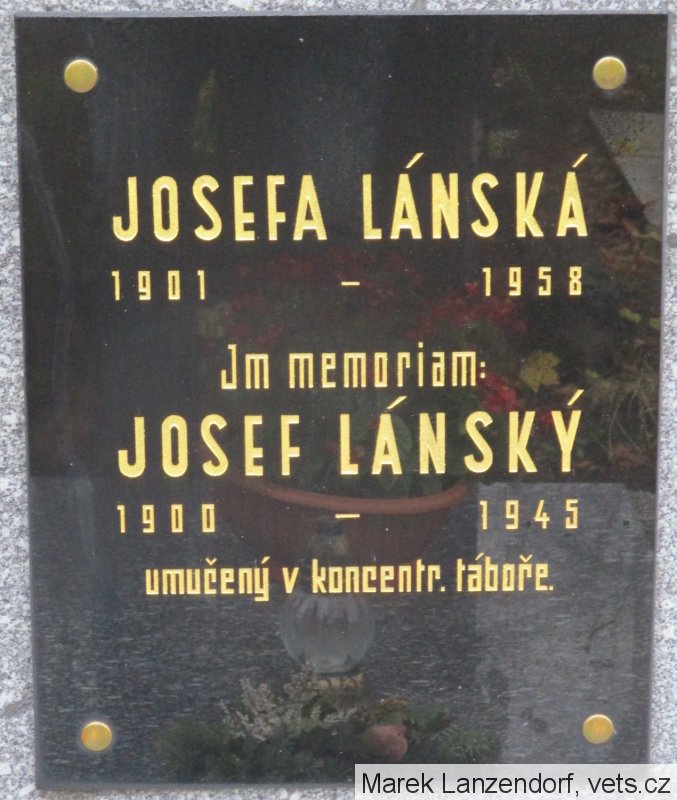 JOSEFA LÁNSKÁ
1901 – 1958
Jm memoriam:
JOSEF LÁNSKÝ
1900 – 1945
umučený v koncentr. táboře.
Marek Lanzendorf, vets.cz